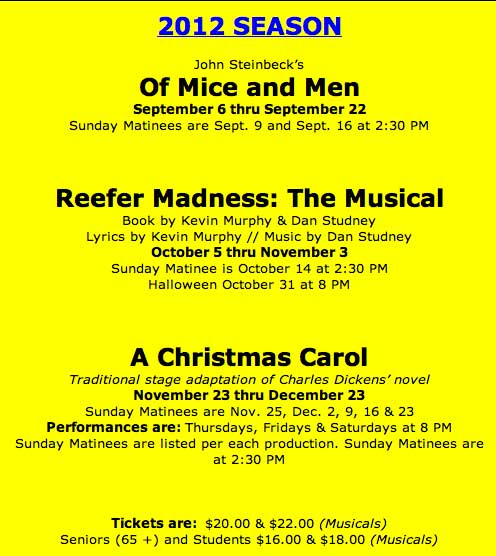 2012 SEASON
John Steinbeck’s
Of Mice and Men
September 6 thru September 22
Sunday Matinees are Sept. 9 and Sept. 16 at 2:30 PM
Reefer Madness: The Musical
Book by Kevin Murphy & Dan Studney
Lyrics by Kevin Murphy // Music by Dan Studney
October 5 thru November 3
Sunday Matinee is October 14 at 2:30 PM
Halloween October 31 at 8 PM
A Christmas Carol
Traditional stage adaptation of Charles Dickens’ novel
November 23 thru December 23
Sunday Matinees are Nov. 25, Dec. 2, 9, 16 & 23
Performances are: Thursdays, Fridays & Saturdays at 8 PM
Sunday Matinees are listed per each production. Sunday Matinees are
at 2:30 PM
Tickets are: $20.00 & $22.00 (Musicals)
Seniors (65 +) and Students $16.00 & $18.00 (Musicals)